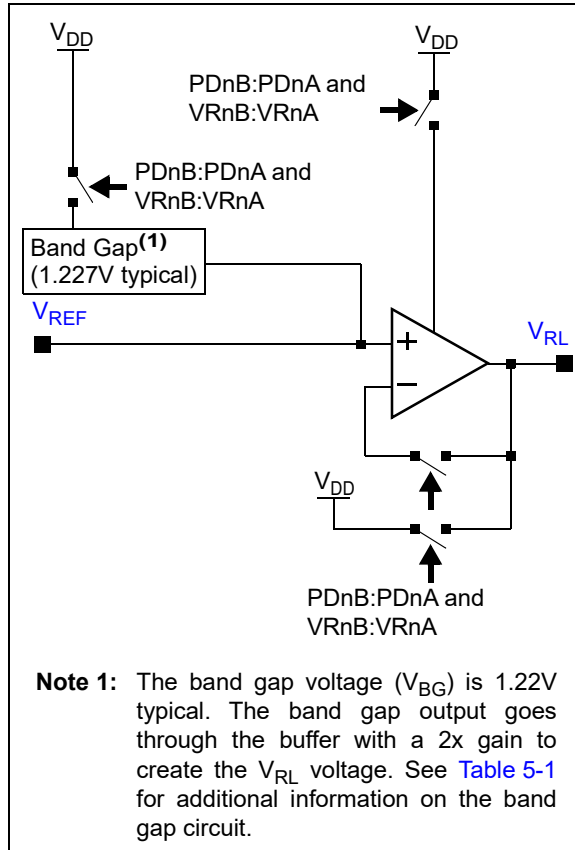 VDD
VDD
PDnB:PDnA and
VRnB:VRnA
PDnB:PDnA and
VRnB:VRnA
Band Gap(1)
(1.227V typical)
VREF
VRL
+
−
VDD
PDnB:PDnA and
VRnB:VRnA
Note 1: The band gap voltage (VBG) is 1.22V
typical. The band gap output goes
through the buffer with a 2x gain to
create the VRL voltage. See Table 5-1
for additional information on the band
gap circuit.